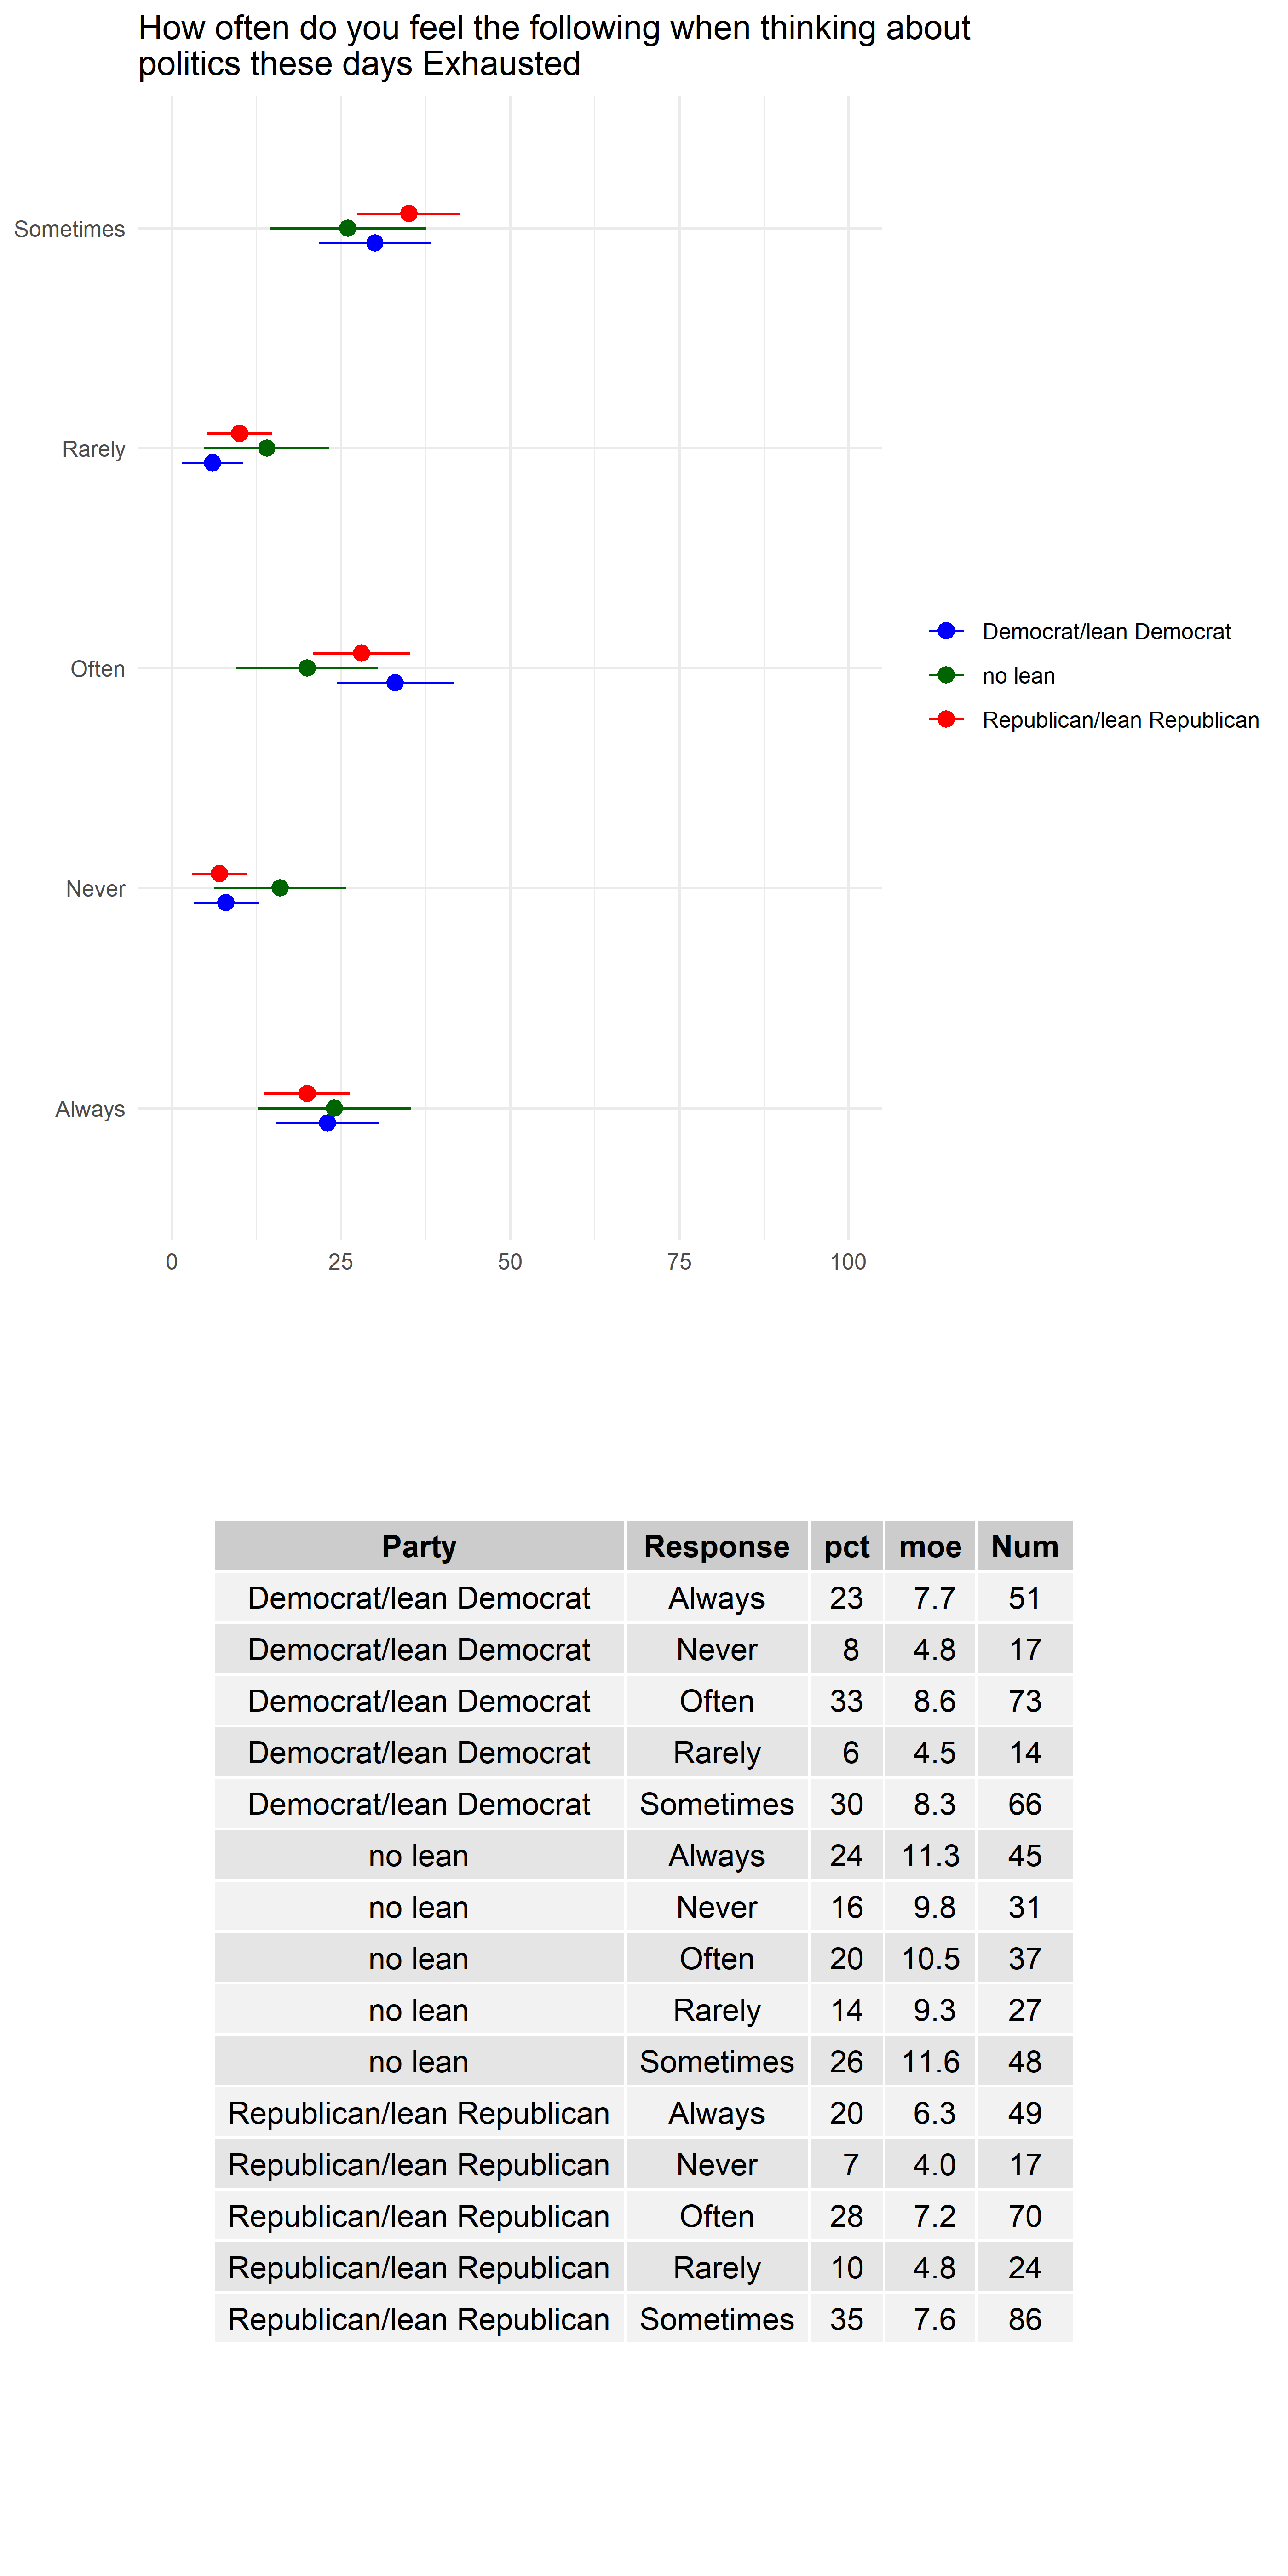 How often do you feel the following when thinking about
politics these days Exhausted
Sometimes
Rarely
Often
Never
Always
0 25 50 75 100
Democrat/lean Democrat
no lean
Republican/lean Republican
Party Response pct moe Num
Democrat/lean Democrat Always 23 7.7 51
Democrat/lean Democrat Never 8 4.8 17
Democrat/lean Democrat Often 33 8.6 73
Democrat/lean Democrat Rarely 6 4.5 14
Democrat/lean Democrat Sometimes 30 8.3 66
no lean Always 24 11.3 45
no lean Never 16 9.8 31
no lean Often 20 10.5 37
no lean Rarely 14 9.3 27
no lean Sometimes 26 11.6 48
Republican/lean Republican Always 20 6.3 49
Republican/lean Republican Never 7 4.0 17
Republican/lean Republican Often 28 7.2 70
Republican/lean Republican Rarely 10 4.8 24
Republican/lean Republican Sometimes 35 7.6 86